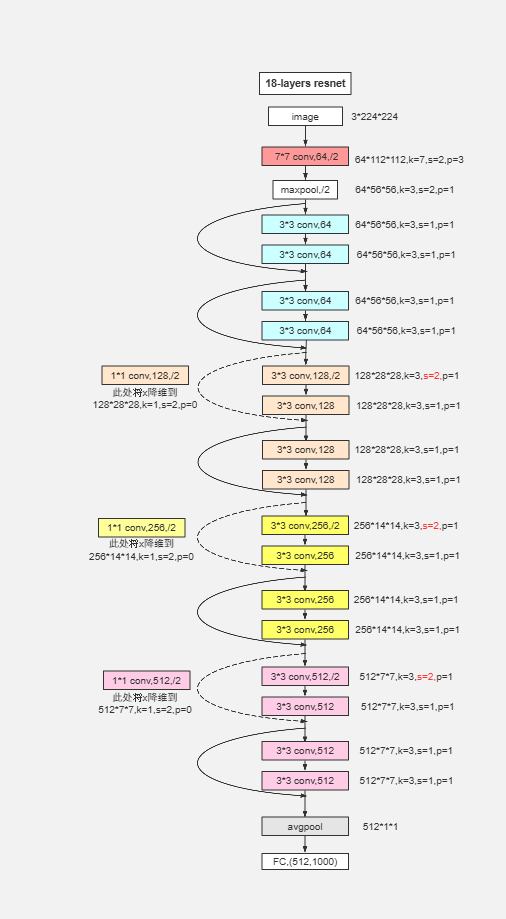 18-layers resnet
image
3*224*224
7*7 conv,64,/2
64*112*112,k=7,s=2,p=3
maxpool,/2
64*56*56,k=3,s=2,p=1
3*3 conv,64
64*56*56,k=3,s=1,p=1
3*3 conv,64
64*56*56,k=3,s=1,p=1
3*3 conv,64
64*56*56,k=3,s=1,p=1
3*3 conv,64
64*56*56,k=3,s=1,p=1
1*1 conv,128,/2
3*3 conv,128,/2
128*28*28,k=3,s=2,p=1
此处将x降维到
128*28*28,k=1,s=2,p=0
3*3 conv,128
128*28*28,k=3,s=1,p=1
3*3 conv,128
128*28*28,k=3,s=1,p=1
3*3 conv,128
128*28*28,k=3,s=1,p=1
1*1 conv,256,/2
3*3 conv,256,/2
256*14*14,k=3,s=2,p=1
此处将x降维到
256*14*14,k=1,s=2,p=0
3*3 conv,256
256*14*14,k=3,s=1,p=1
3*3 conv,256
256*14*14,k=3,s=1,p=1
3*3 conv,256
256*14*14,k=3,s=1,p=1
1*1 conv,512,/2
3*3 conv,512,/2
512*7*7,k=3,s=2,p=1
此处将x降维到
512*7*7,k=1,s=2,p=0
3*3 conv,512
512*7*7,k=3,s=1,p=1
3*3 conv,512
512*7*7,k=3,s=1,p=1
3*3 conv,512
512*7*7,k=3,s=1,p=1
avgpool
512*1*1
FC,(512,1000)